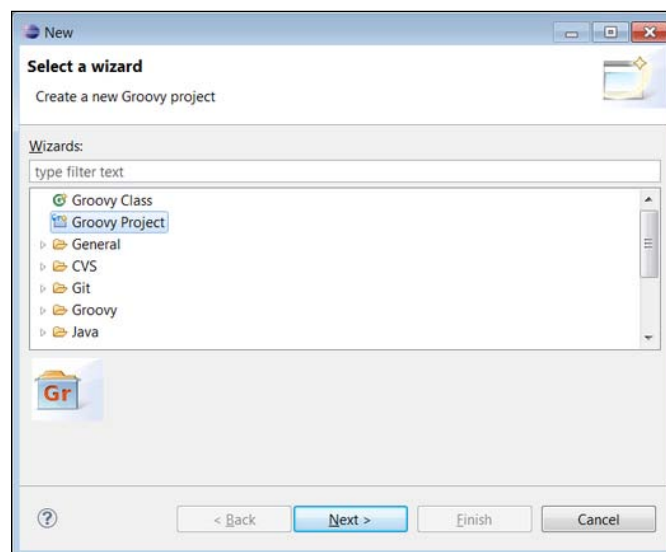 New
Select a wizard
Create a new Groovy project
Wizards:
type filter text
Groovy Class
Groovy Project
General
CVS
Git
Groovy
Java
Gr
? < Back Next > Finish Cancel